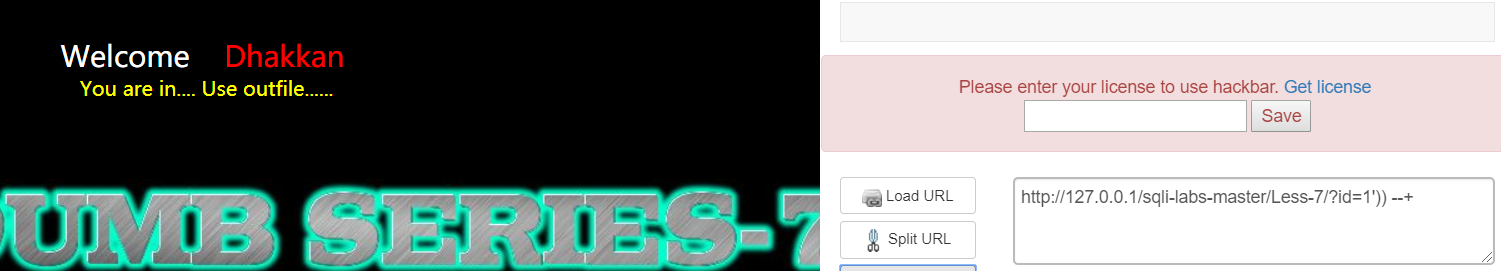 Welcome Dhakkan
You are in.... Use outfile......
DUMB SERIES-7
Please enter your license to use hackbar. Get license
Save
Load URL
http://127.0.0.1/sqli-labs-master/Less-7/?id=1')) --+
Split URL